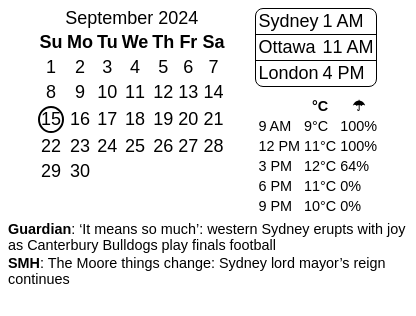 September 2024
Su Mo Tu We Th Fr Sa
1 2 3 4 5 6 7
8 9 10 11 12 13 14
15 16 17 18 19 20 21
22 23 24 25 26 27 28
29 30
Sydney 1 AM
Ottawa 11 AM
London 4 PM
°C ☂
9 AM 9°C 100%
12 PM 11°C 100%
3 PM 12°C 64%
6 PM 11°C 0%
9 PM 10°C 0%
Guardian: ‘It means so much’: western Sydney erupts with joy
as Canterbury Bulldogs play finals football
SMH: The Moore things change: Sydney lord mayor’s reign
continues